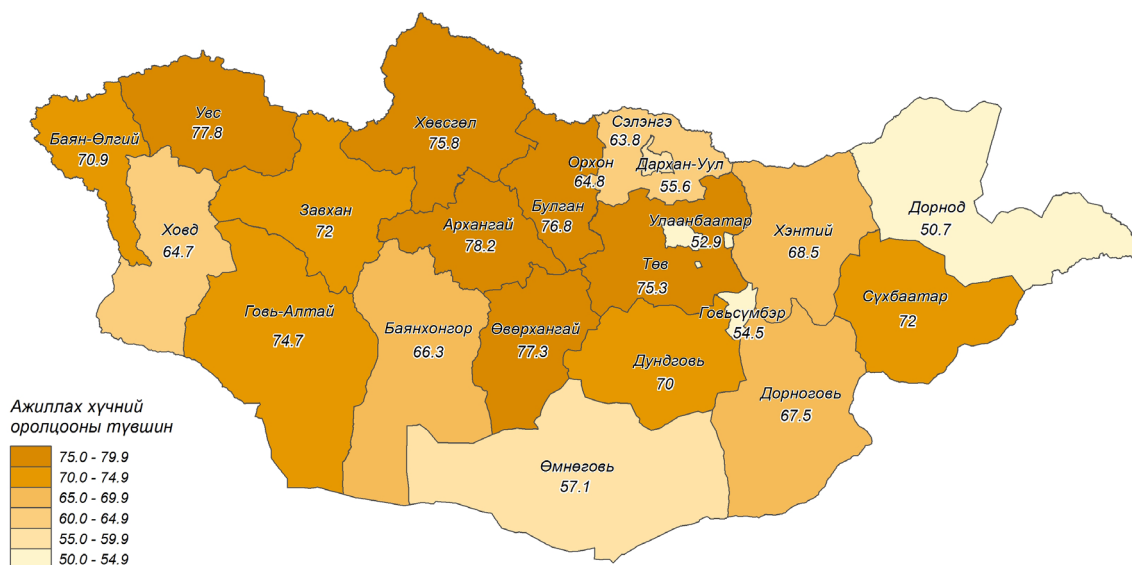 Увс
77.8
Баян-Өлгий
70.9
Хөвсгөл
75.8
Сэлэнгэ
63.8
Орхон
64.8
Дархан-Уул
55.6
Ховд
64.7
Завхан
72
Архангай
78.2
Булган
76.8
Улаанбаатар
52.9
Хэнтий
68.5
Дорнод
50.7
Төв
75.3
Говь-Алтай
74.7
Баянхонгор
66.3
Өвөрхангай
77.3
Говьсүмбэр
54.5
Сүхбаатар
72
Дундговь
70
Дорноговь
67.5
Өмнөговь
57.1
Ажиллах хүчний
оролцооны түвшин
75.0 - 79.9
70.0 - 74.9
65.0 - 69.9
60.0 - 64.9
55.0 - 59.9
50.0 - 54.9